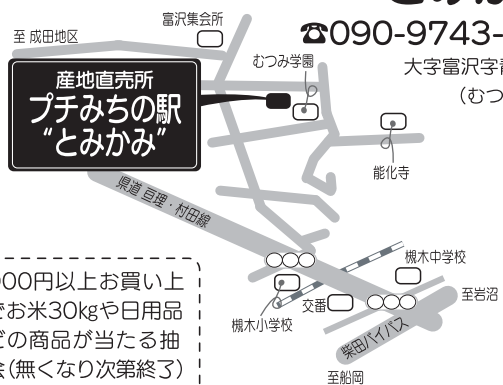 至 成田地区
富沢集会所
☎090-9743-
むつみ学園
大字富沢字
(むつ
産地直売所
プチみちの駅
“とみかみ”
能化寺
県道 亘理・村田線
000円以上お買い上
でお米30kgや日用品
どの商品が当たる抽
会(無くなり次第終了)
槻木中学校
槻木小学校
交番
至岩沼
柴田バイパス
至船岡